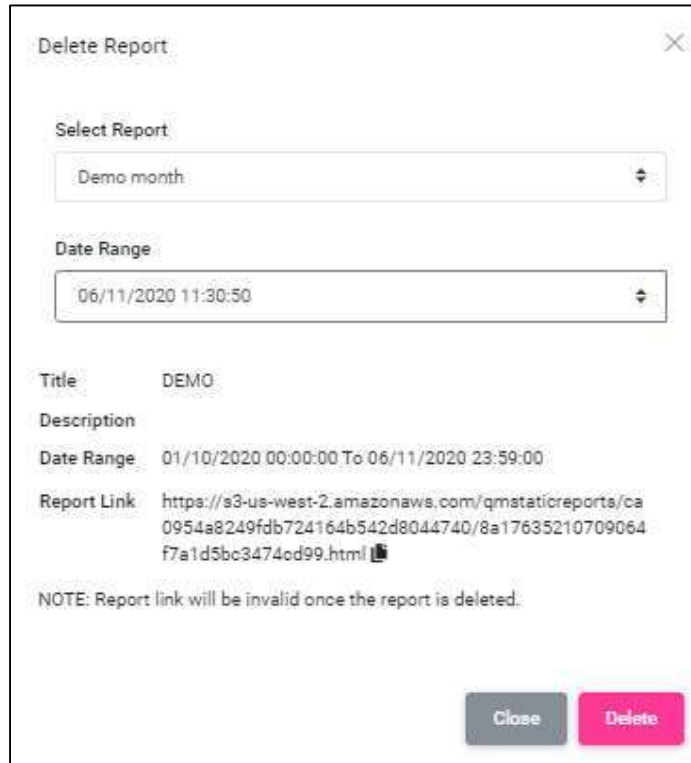 Delete Report
Select Report
Demo month
Date Range
06/11/2020 11:30:50
Title DEMO
Description
Date Range 01/10/2020 00:00:00 To 06/11/2020 23:59:00
Report Link https://s3-us-west-2.amazonaws.com/qmstaticreports/ca
0954a8249fdb724164b542d8044740/8a17635210709064
f7a1d5bc3474cd99.html
NOTE: Report link will be invalid once the report is deleted.
Close Delete